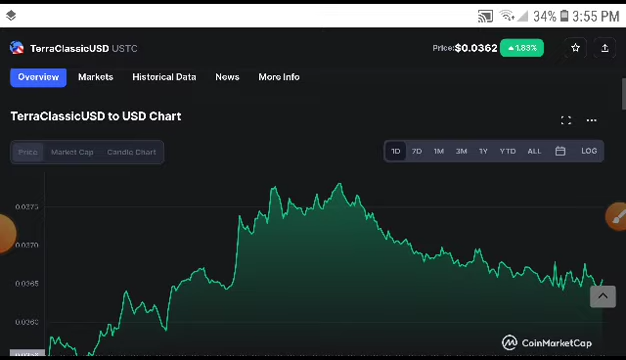 34% 3:55 PM
TerraClassicUSD USTC Price:$0.0362 ▲ 1.83%
Overview Markets Historical Data News More Info
TerraClassicUSD to USD Chart
Price Market Cap Candle Chart 1D 7D 1M 3M 1Y YTD ALL LOG
0.0375
0.0370
0.0365
0.0360
CoinMarketCap